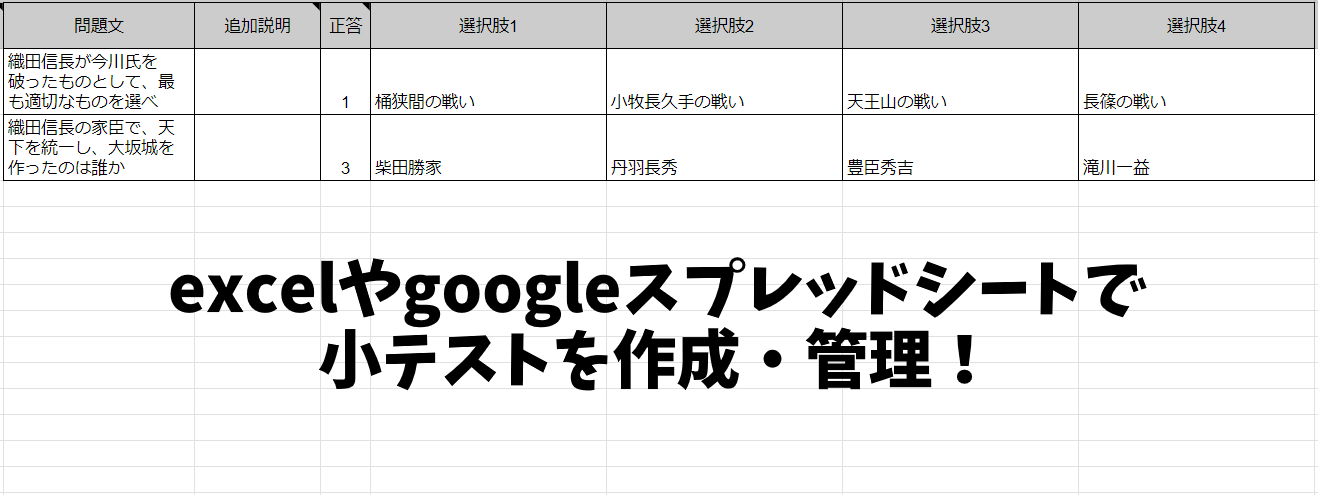 問題文 追加説明 正答 選択肢1 選択肢2 選択肢3 選択肢4
織田信長が今川氏を
破ったものとして、最
も適切なものを選べ 1 桶狭間の戦い 小牧長久手の戦い 天王山の戦い 長篠の戦い
織田信長の家臣で、天
下を統一し、大坂城を
作ったのは誰か 3 柴田勝家 丹羽長秀 豊臣秀吉 滝川一益
excelやgoogleスプレッドシートで
小テストを作成・管理！